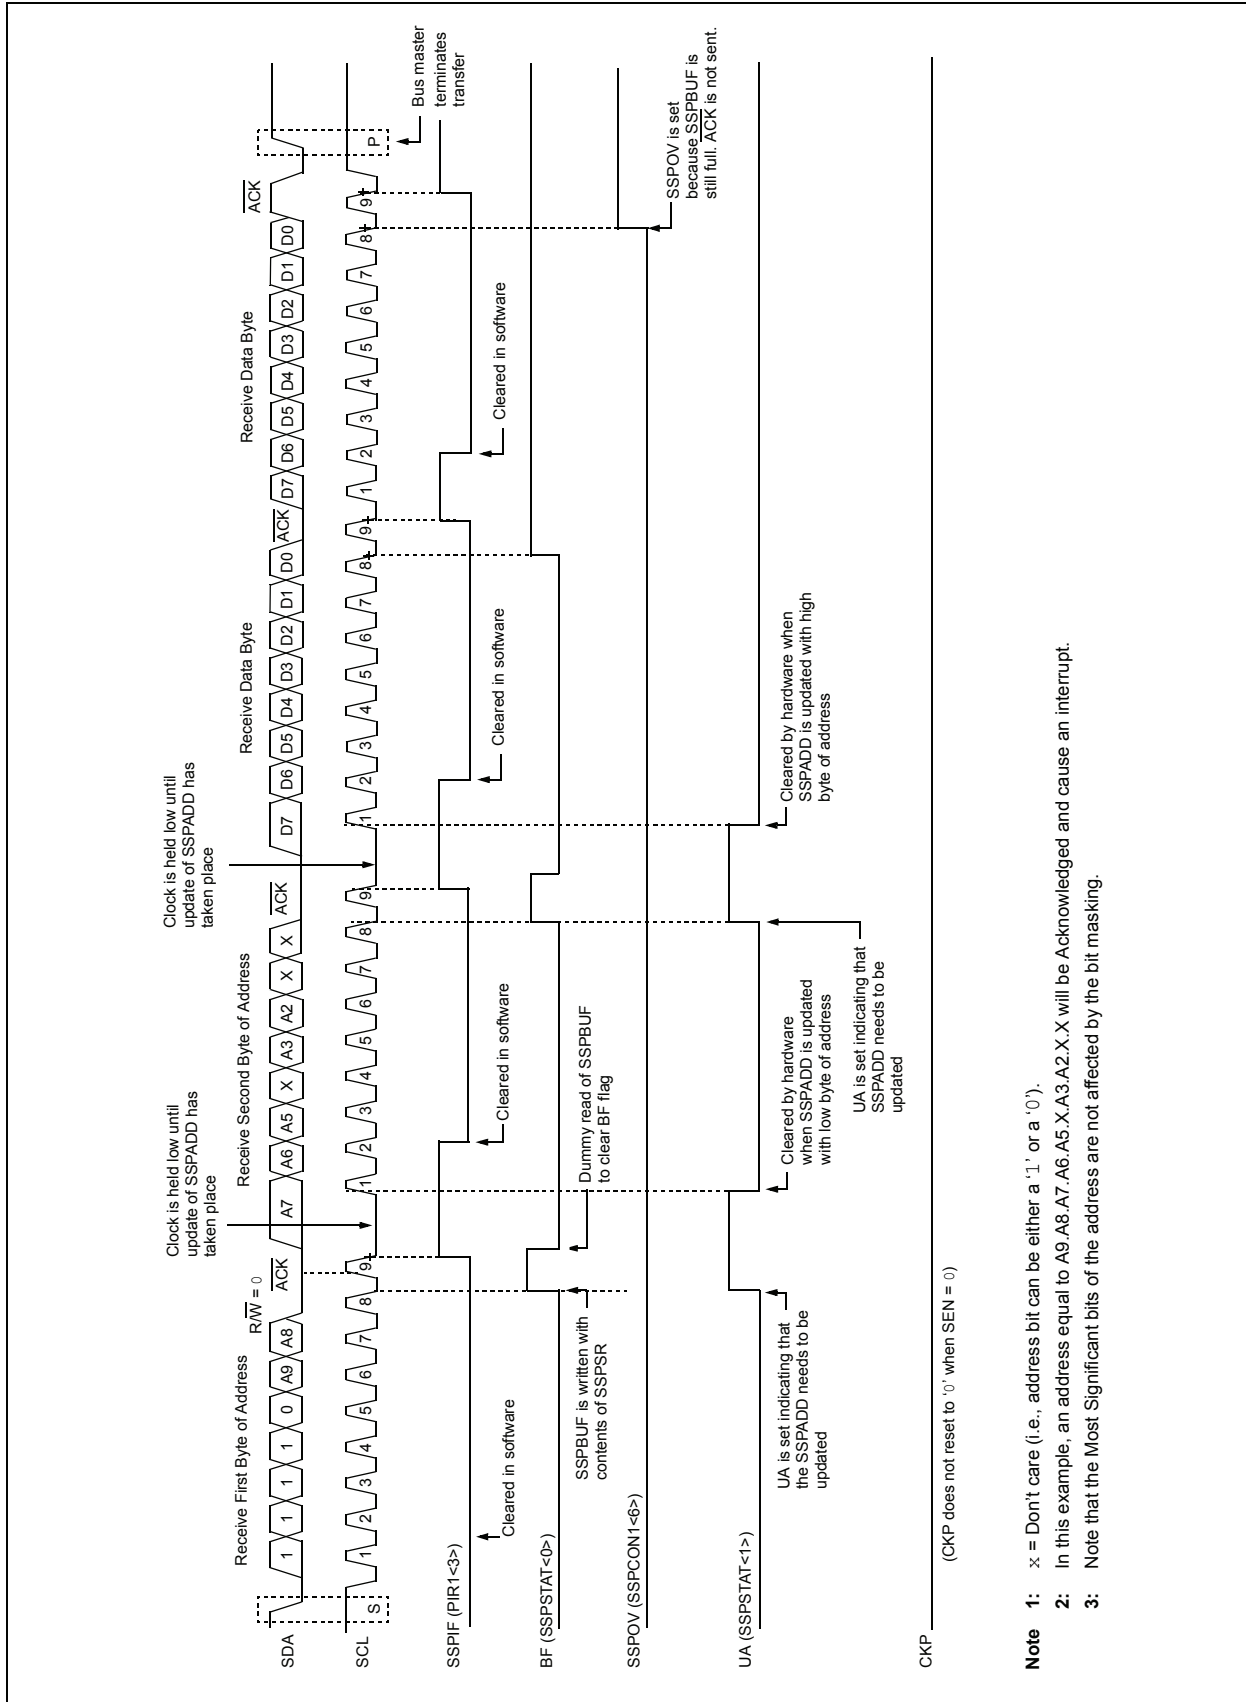 Receive First Byte of Address
R/W = 0
ACK
Clock is held low until
update of SSPADD has
taken place
Receive Second Byte of Address
ACK
Clock is held low until
update of SSPADD has
taken place
Receive Data Byte
ACK
Receive Data Byte
ACK
SDA
1 1 1 1 0 A9 A8
A7 A6 A5 X A3 A2 X X
D7 D6 D5 D4 D3 D2 D1 D0
D7 D6 D5 D4 D3 D2 D1 D0
SCL
S
1 2 3 4 5 6 7 8 9
1 2 3 4 5 6 7 8 9
1 2 3 4 5 6 7 8 9
1 2 3 4 5 6 7 8 9
P
Bus master
terminates
transfer
SSPIF (PIR1<3>)
Cleared in software
Cleared in software
Cleared in software
Cleared in software
BF (SSPSTAT<0>)
SSPBUF is written with
contents of SSPSR
Dummy read of SSPBUF
to clear BF flag
SSPOV (SSPCON1<6>)
SSPOV is set
because SSPBUF is
still full. ACK is not sent.
UA (SSPSTAT<1>)
UA is set indicating that
the SSPADD needs to be
updated
Cleared by hardware
when SSPADD is updated
with low byte of address
UA is set indicating that
SSPADD needs to be
updated
Cleared by hardware when
SSPADD is updated with high
byte of address
CKP
(CKP does not reset to ‘0’ when SEN = 0)
Note 1: x = Don't care (i.e., address bit can be either a ‘1’ or a ‘0’).
2: In this example, an address equal to A9.A8.A7.A6.A5.X.A3.A2.X.X will be Acknowledged and cause an interrupt.
3: Note that the Most Significant bits of the address are not affected by the bit masking.